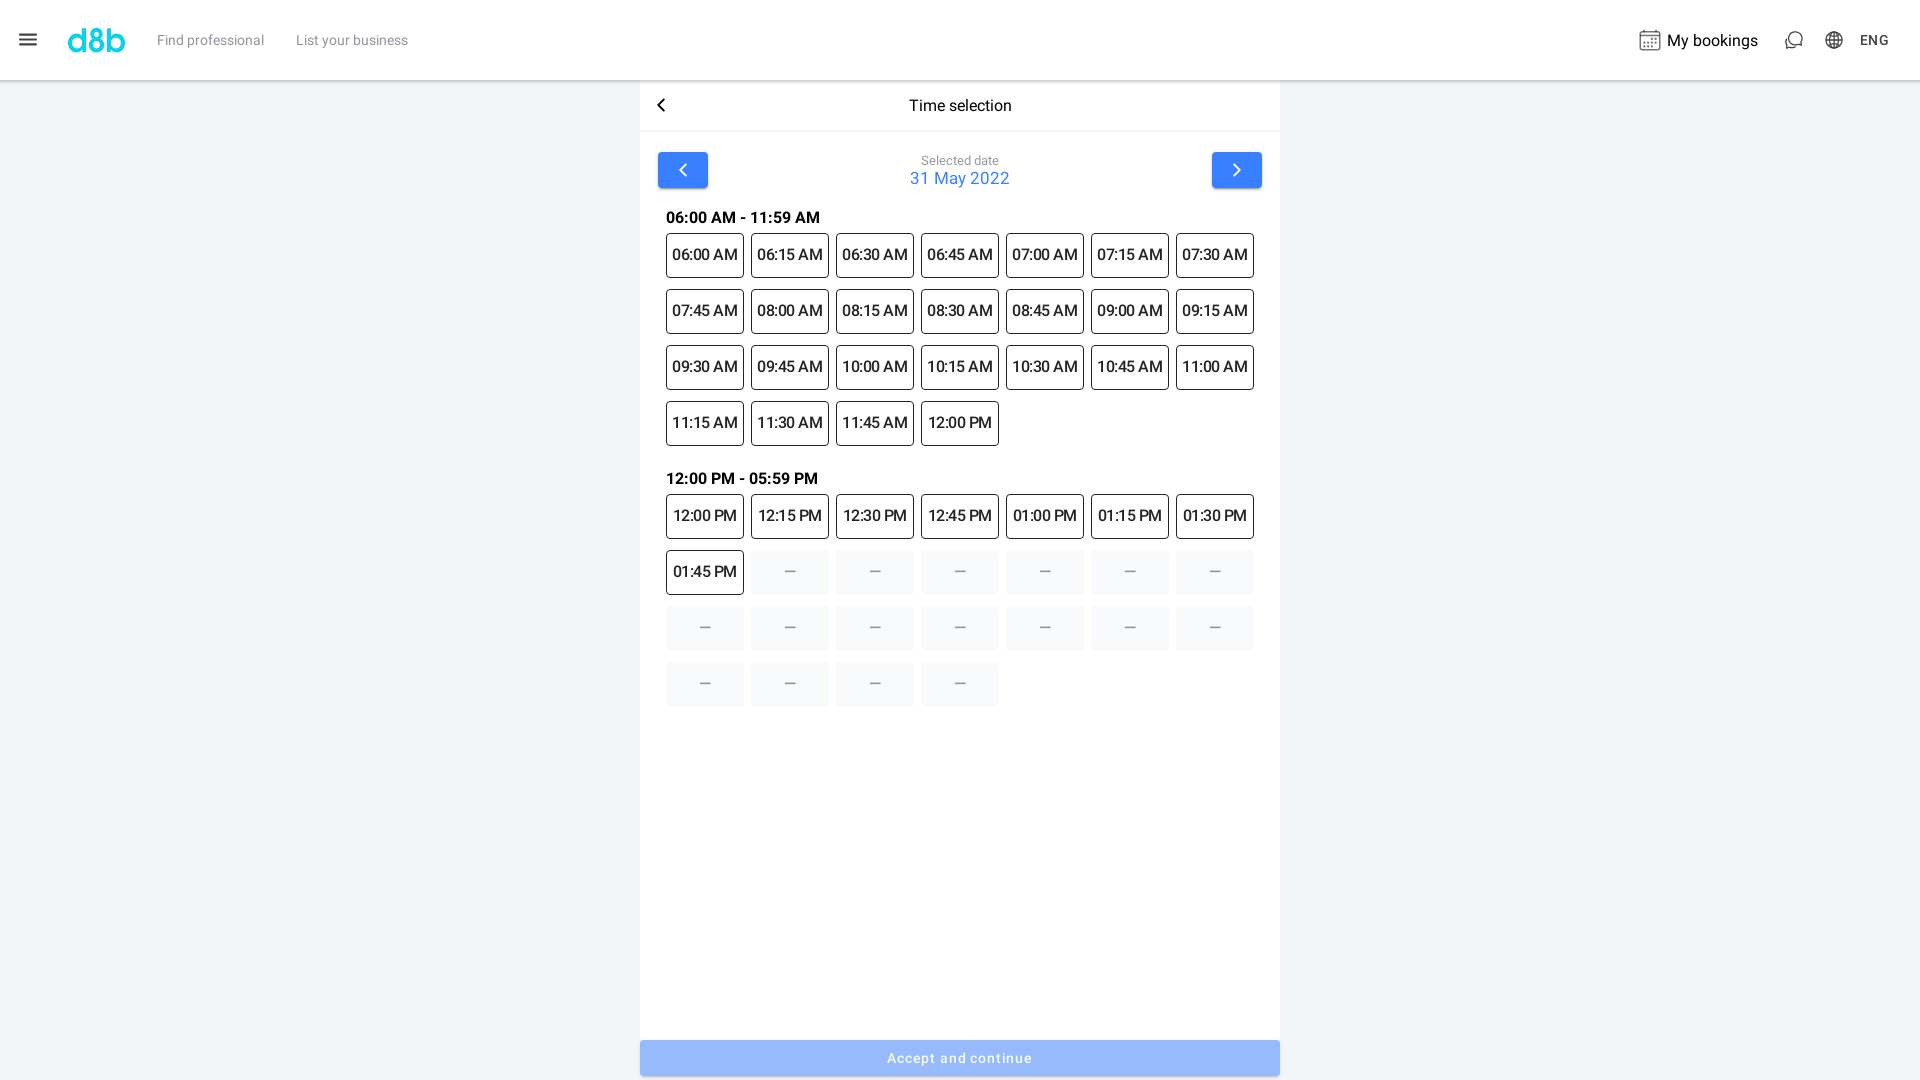 d8b Find professional List your business My bookings ENG
Time selection
Selected date
31 May 2022
06:00 AM - 11:59 AM
06:00 AM 06:15 AM 06:30 AM 06:45 AM 07:00 AM 07:15 AM 07:30 AM
07:45 AM 08:00 AM 08:15 AM 08:30 AM 08:45 AM 09:00 AM 09:15 AM
09:30 AM 09:45 AM 10:00 AM 10:15 AM 10:30 AM 10:45 AM 11:00 AM
11:15 AM 11:30 AM 11:45 AM 12:00 PM
12:00 PM - 05:59 PM
12:00 PM 12:15 PM 12:30 PM 12:45 PM 01:00 PM 01:15 PM 01:30 PM
01:45 PM — — — — — —
— — — — — — —
— — — —
Accept and continue